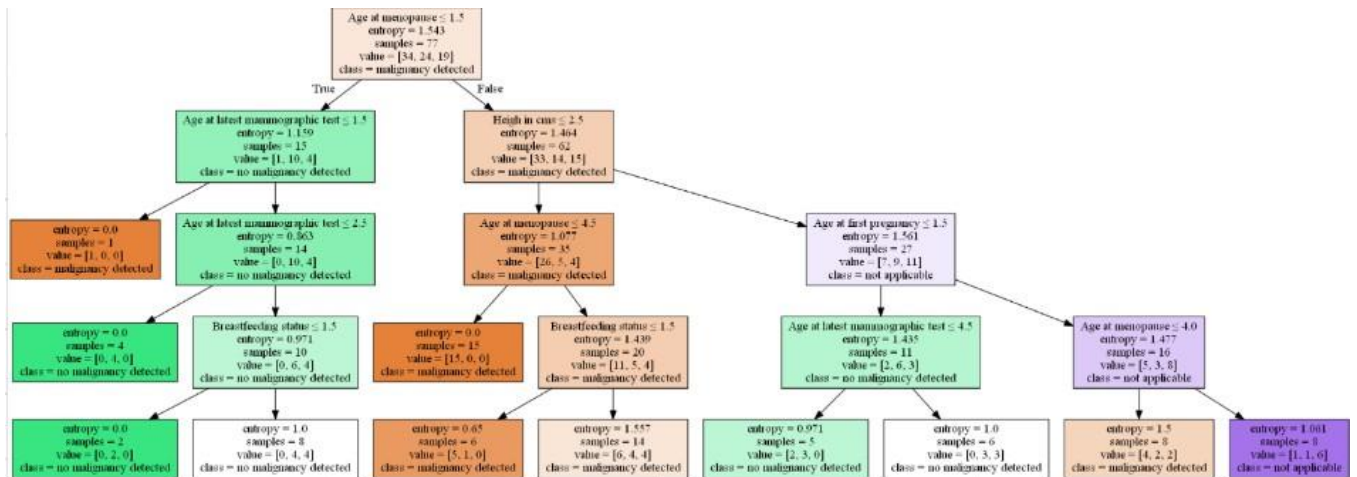 Age at menopause ≤ 1.5
entropy = 1.543
samples = 77
value = [34, 24, 19]
class = malignancy detected
True
False
Age at latest mammographic test ≤ 1.5
entropy = 1.159
samples = 15
value = [1, 10, 4]
class = no malignancy detected
Heigh in cms ≤ 2.5
entropy = 1.464
samples = 62
value = [33, 14, 15]
class = malignancy detected
entropy = 0.0
samples = 1
value = [1, 0, 0]
class = malignancy detected
Age at latest mammographic test ≤ 2.5
entropy = 0.863
samples = 14
value = [0, 10, 4]
class = no malignancy detected
Age at menopause ≤ 4.5
entropy = 1.077
samples = 35
value = [26, 5, 4]
class = malignancy detected
Age at first pregnancy ≤ 1.5
entropy = 1.561
samples = 27
value = [7, 9, 11]
class = not applicable
entropy = 0.0
samples = 4
value = [0, 4, 0]
class = no malignancy detected
Breastfeeding status ≤ 1.5
entropy = 0.971
samples = 10
value = [0, 6, 4]
class = no malignancy detected
entropy = 0.0
samples = 15
value = [15, 0, 0]
class = malignancy detected
Breastfeeding status ≤ 1.5
entropy = 1.439
samples = 20
value = [11, 5, 4]
class = malignancy detected
Age at latest mammographic test ≤ 4.5
entropy = 1.435
samples = 11
value = [2, 6, 3]
class = no malignancy detected
Age at menopause ≤ 4.0
entropy = 1.477
samples = 16
value = [5, 3, 8]
class = not applicable
entropy = 0.0
samples = 2
value = [0, 2, 0]
class = no malignancy detected
entropy = 1.0
samples = 8
value = [0, 4, 4]
class = no malignancy detected
entropy = 0.65
samples = 6
value = [5, 1, 0]
class = malignancy detected
entropy = 1.557
samples = 14
value = [6, 4, 4]
class = malignancy detected
entropy = 0.971
samples = 5
value = [2, 3, 0]
class = no malignancy detected
entropy = 1.0
samples = 6
value = [0, 3, 3]
class = no malignancy detected
entropy = 1.5
samples = 8
value = [4, 2, 2]
class = malignancy detected
entropy = 1.061
samples = 8
value = [1, 1, 6]
class = not applicable